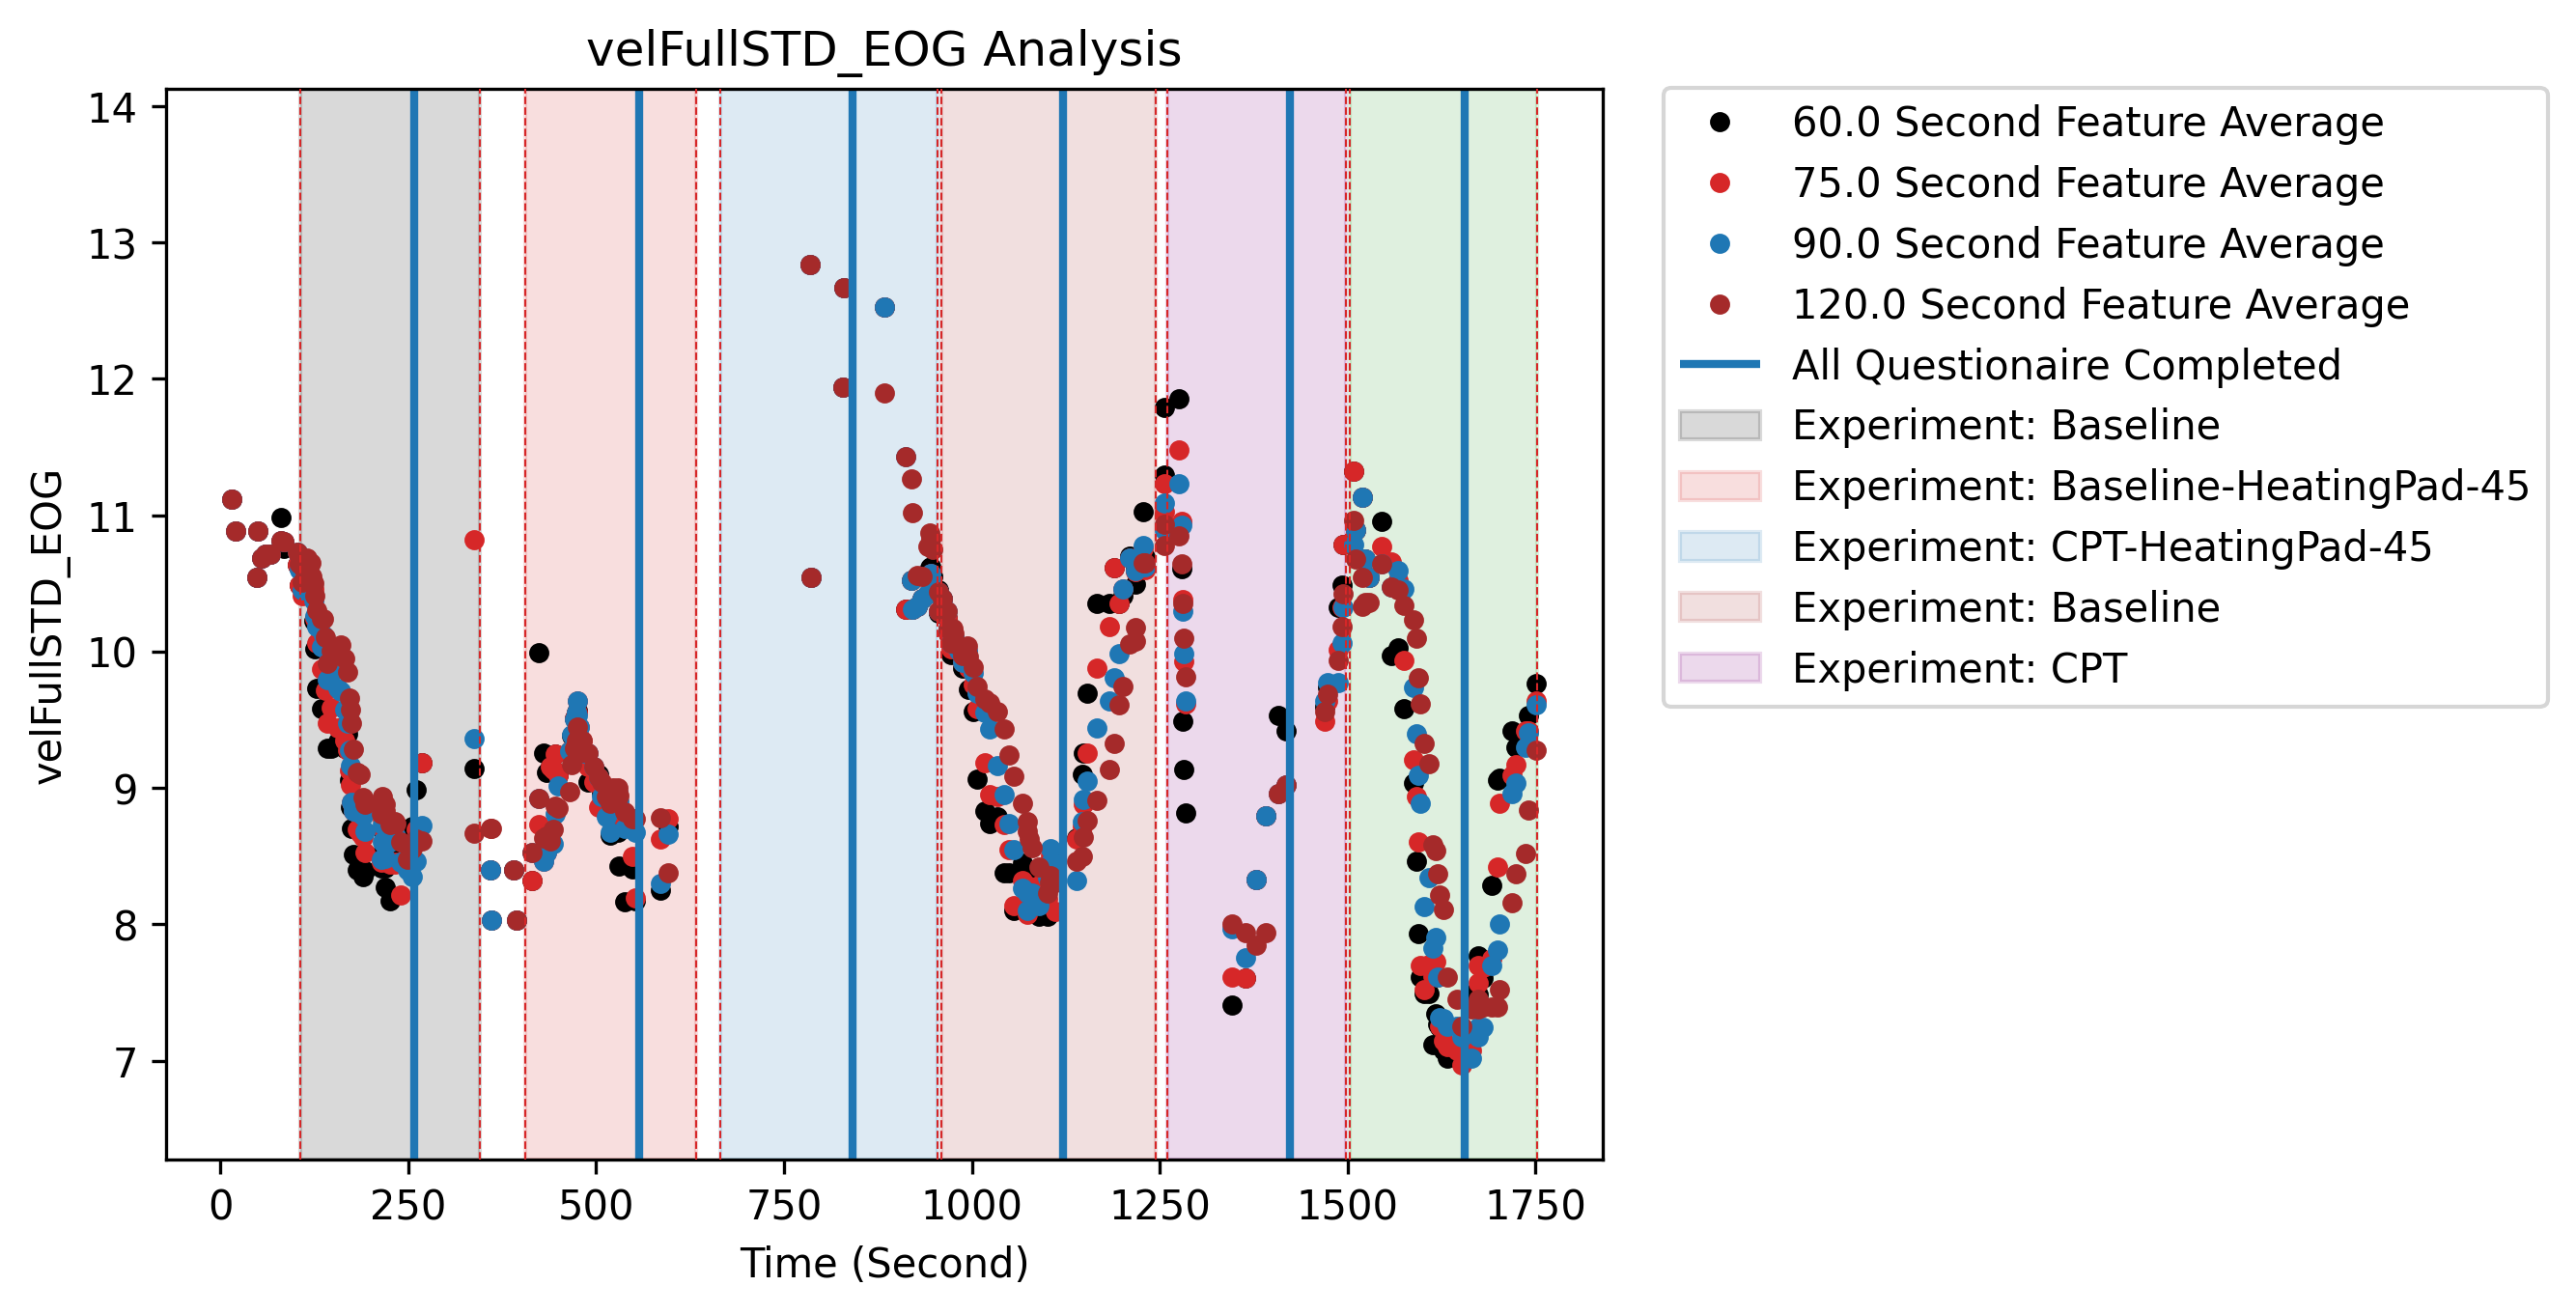 velFullSTD_EOG Analysis
velFullSTD_EOG
14
13
12
11
10
9
8
7
0 250 500 750 1000 1250 1500 1750
Time (Second)
60.0 Second Feature Average
75.0 Second Feature Average
90.0 Second Feature Average
120.0 Second Feature Average
All Questionaire Completed
Experiment: Baseline
Experiment: Baseline-HeatingPad-45
Experiment: CPT-HeatingPad-45
Experiment: Baseline
Experiment: CPT